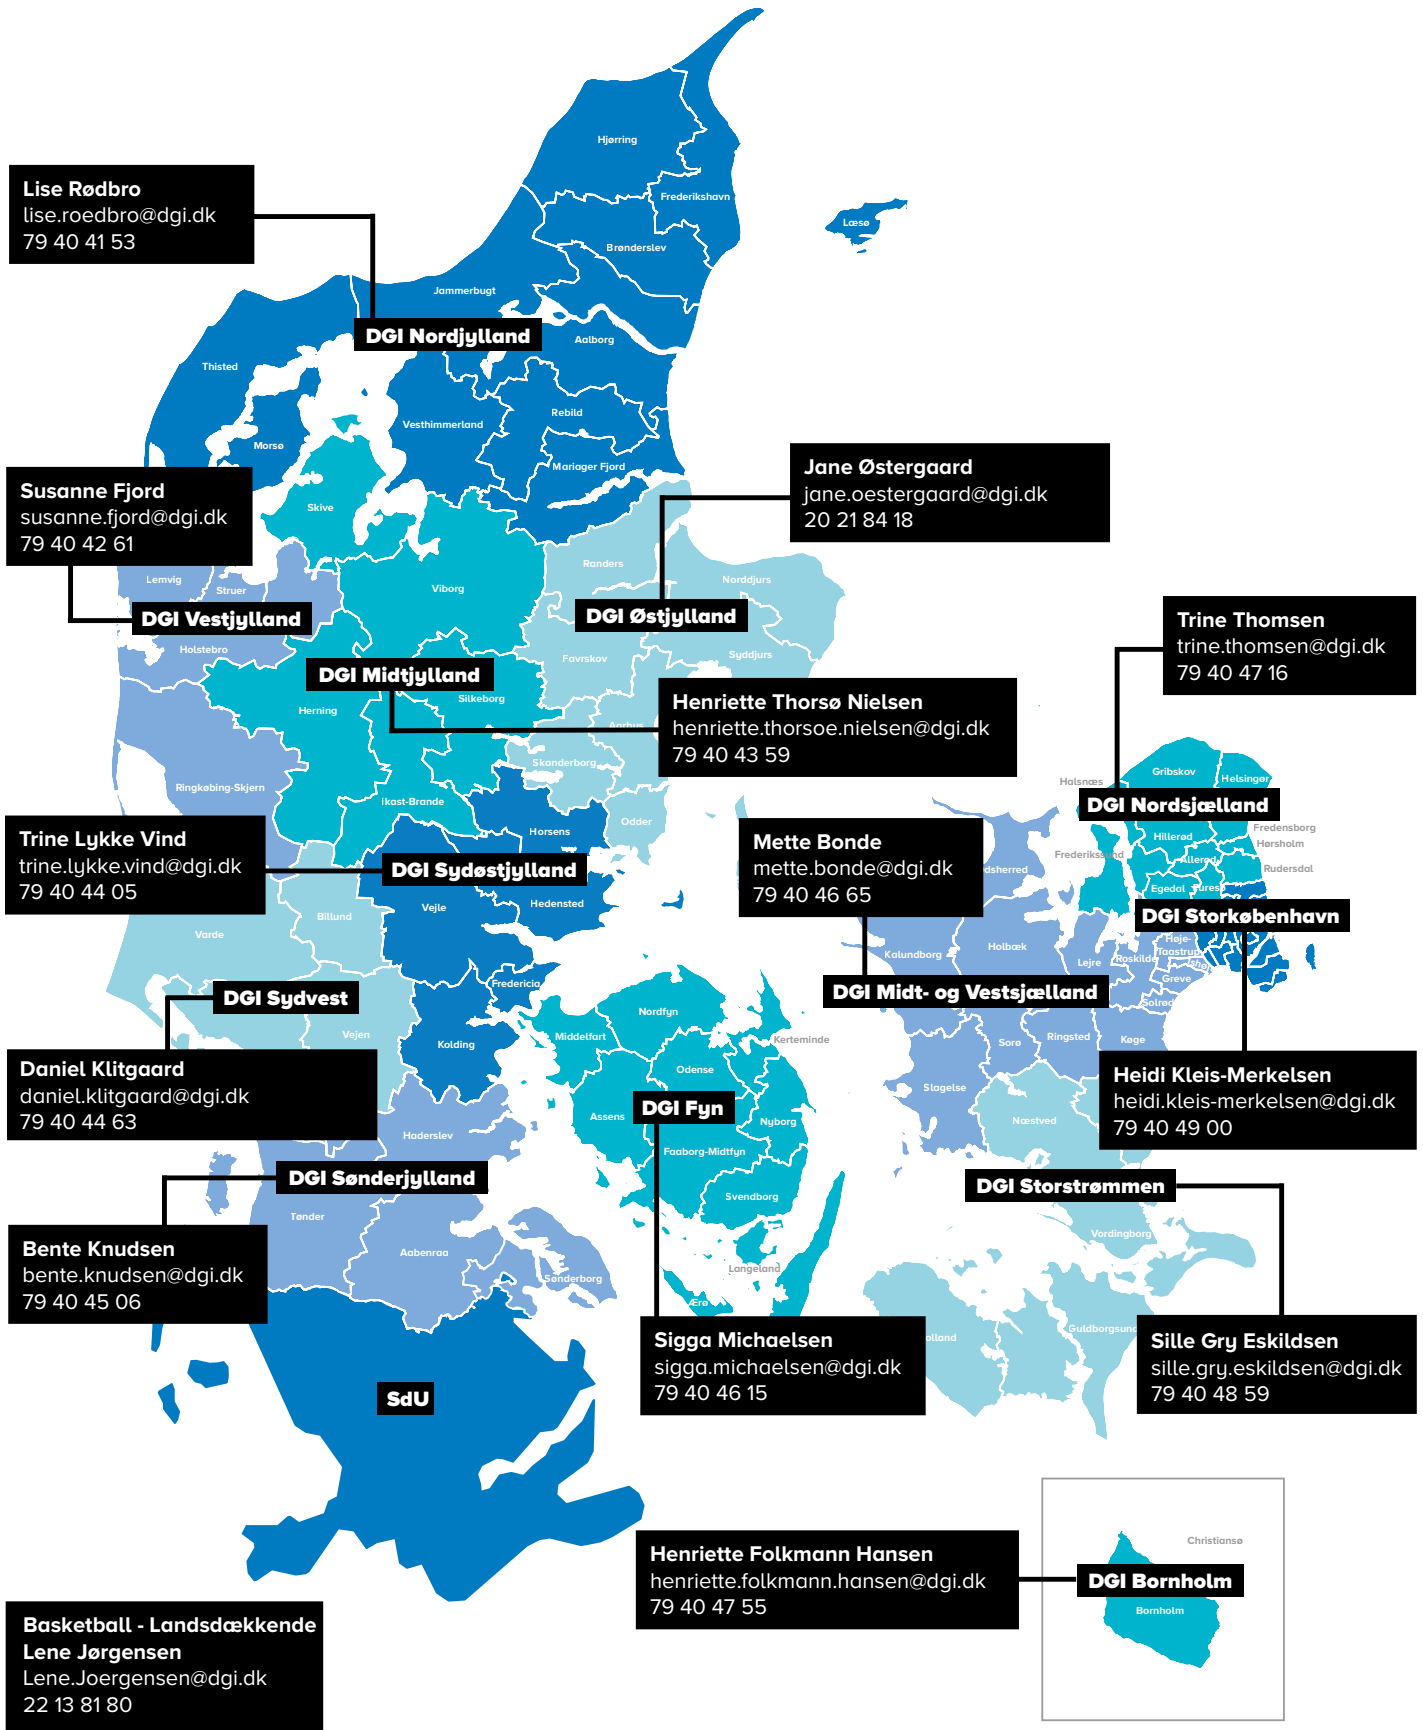 Hjørring
Lise Rødbro
lise.roedbro@dgi.dk
79 40 41 53
Frederikshavn
Læsø
Brønderslev
Jammerbugt
DGI Nordjylland
Aalborg
Thisted
Rebild
Vesthimmerland
Morsø
Mariager Fjord
Jane Østergaard
jane.oestergaard@dgi.dk
20 21 84 18
Susanne Fjord
susanne.fjord@dgi.dk
79 40 42 61
Skive
Randers
Norddjurs
Lemvig
Struer
Viborg
DGI Vestjylland
DGI Østjylland
Trine Thomsen
trine.thomsen@dgi.dk
79 40 47 16
Holstebro
Favrskov
Syddjurs
DGI Midtjylland
Silkeborg
Herning
Henriette Thorsø Nielsen
henriette.thorsoe.nielsen@dgi.dk
79 40 43 59
Aarhus
Skanderborg
Ringkøbing-Skjern
Ikast-Brande
Gribskov
Helsingør
Halsnæs
DGI Nordsjælland
Horsens
Odder
Fredensborg
Hillerød
Hørsholm
Trine Lykke Vind
trine.lykke.vind@dgi.dk
79 40 44 05
Mette Bonde
mette.bonde@dgi.dk
79 40 46 65
Frederikssund
Allerød
Rudersdal
DGI Sydøstjylland
Egedal
Furesø
dsherred
Vejle
Hedensted
Billund
DGI Storkøbenhavn
Varde
Kalundborg
Holbæk
Høje-
Taastrup
Lejre
Roskilde
Ishøj
Greve
Fredericia
DGI Sydvest
DGI Midt- og Vestsjælland
Solrød
Nordfyn
Vejen
Middelfart
Kerteminde
Kolding
Sorø
Ringsted
Køge
Daniel Klitgaard
daniel.klitgaard@dgi.dk
79 40 44 63
Odense
Heidi Kleis-Merkelsen
heidi.kleis-merkelsen@dgi.dk
79 40 49 00
Slagelse
DGI Fyn
Assens
Nyborg
Næstved
Haderslev
Faaborg-Midtfyn
DGI Sønderjylland
DGI Storstrømmen
Svendborg
Tønder
Vordingborg
Bente Knudsen
bente.knudsen@dgi.dk
79 40 45 06
Aabenraa
Langeland
Sønderborg
Ærø
Sigga Michaelsen
sigga.michaelsen@dgi.dk
79 40 46 15
olland
Guldborgsund
Sille Gry Eskildsen
sille.gry.eskildsen@dgi.dk
79 40 48 59
SdU
Henriette Folkmann Hansen
henriette.folkmann.hansen@dgi.dk
79 40 47 55
Christiansø
DGI Bornholm
Bornholm
Basketball - Landsdækkende
Lene Jørgensen
Lene.Joergensen@dgi.dk
22 13 81 80